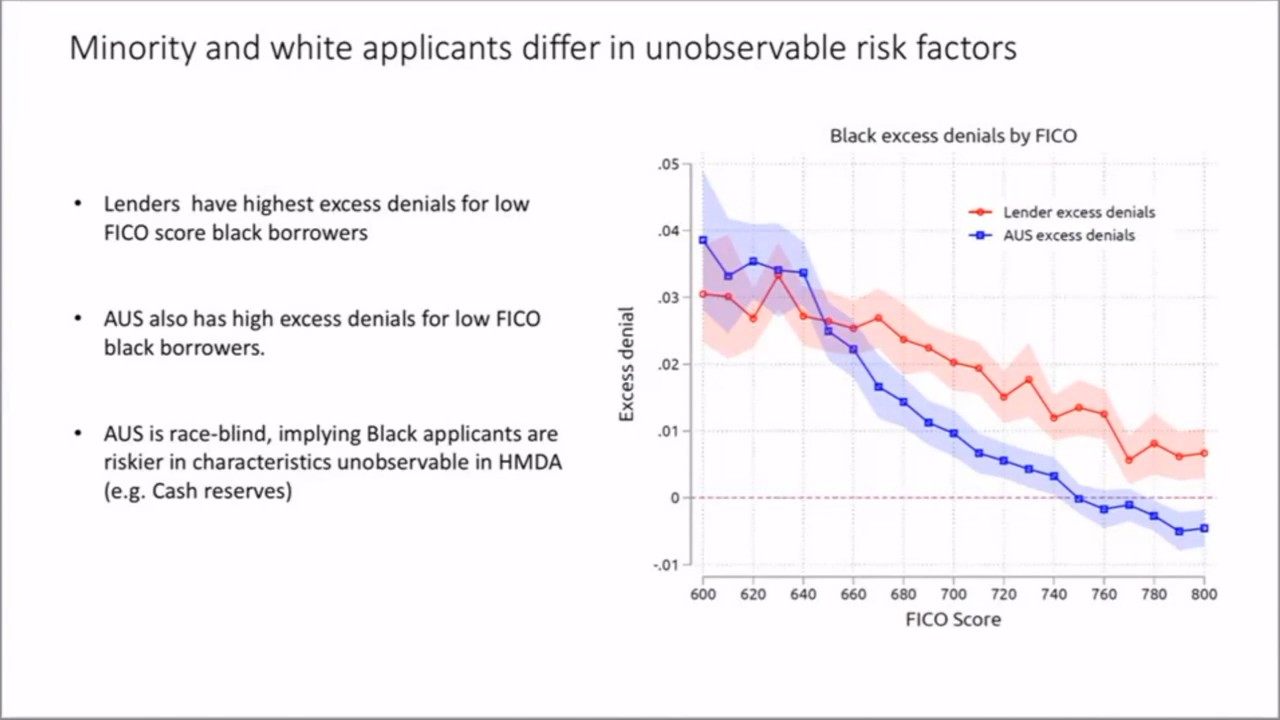 Minority and white applicants differ in unobservable risk factors
• Lenders have highest excess denials for low
FICO score black borrowers
• AUS also has high excess denials for low FICO
black borrowers.
• AUS is race-blind, implying Black applicants are
riskier in characteristics unobservable in HMDA
(e.g. Cash reserves)
Black excess denials by FICO
Lender excess denials
AUS excess denials
Excess denial
.05
.04
.03
.02
.01
0
-.01
600 620 640 660 680 700 720 740 760 780 800
FICO Score